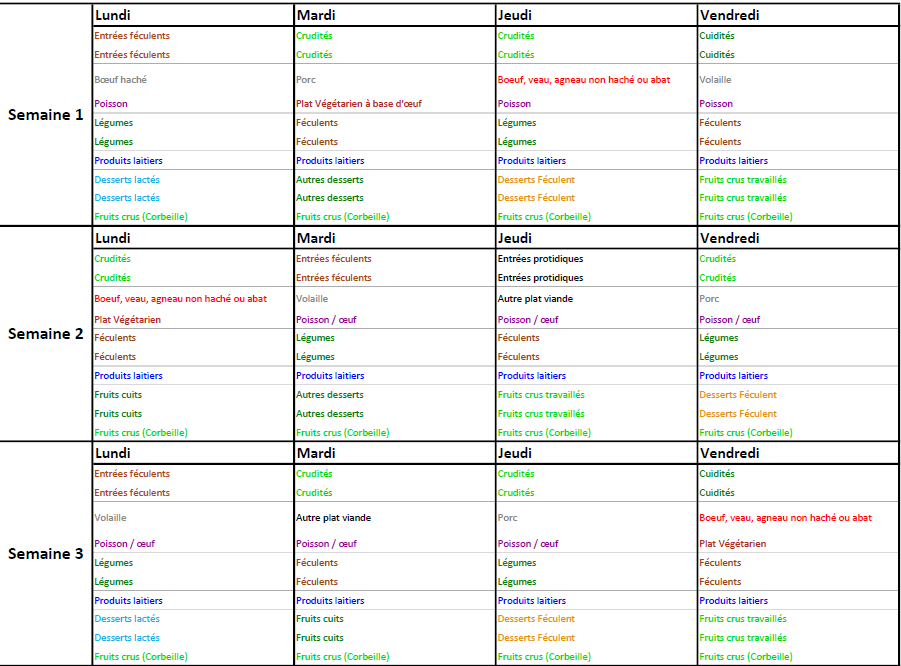 Lundi Mardi Jeudi Vendredi
Entrées féculents Crudités Crudités Cuidités
Entrées féculents Crudités Crudités Cuidités
Bœuf haché Porc Boeuf, veau, agneau non haché ou abat Volaille
Semaine 1
Poisson Plat Végétarien à base d'œuf Poisson Poisson
Légumes Féculents Légumes Féculents
Légumes Féculents Légumes Féculents
Produits laitiers Produits laitiers Produits laitiers Produits laitiers
Desserts lactés Autres desserts Desserts Féculent Fruits crus travaillés
Desserts lactés Autres desserts Desserts Féculent Fruits crus travaillés
Fruits crus (Corbeille) Fruits crus (Corbeille) Fruits crus (Corbeille) Fruits crus (Corbeille)
Lundi Mardi Jeudi Vendredi
Crudités Entrées féculents Entrées protidiques Crudités
Crudités Entrées féculents Entrées protidiques Crudités
Boeuf, veau, agneau non haché ou abat Volaille Autre plat viande Porc
Plat Végétarien Poisson / œuf Poisson / œuf Poisson / œuf
Semaine 2
Féculents Légumes Féculents Légumes
Féculents Légumes Féculents Légumes
Produits laitiers Produits laitiers Produits laitiers Produits laitiers
Fruits cuits Autres desserts Fruits crus travaillés Desserts Féculent
Fruits cuits Autres desserts Fruits crus travaillés Desserts Féculent
Fruits crus (Corbeille) Fruits crus (Corbeille) Fruits crus (Corbeille) Fruits crus (Corbeille)
Lundi Mardi Jeudi Vendredi
Entrées féculents Crudités Crudités Cuidités
Entrées féculents Crudités Crudités Cuidités
Volaille Autre plat viande Porc Boeuf, veau, agneau non haché ou abat
Poisson / œuf Poisson / œuf Poisson / œuf Plat Végétarien
Semaine 3
Légumes Féculents Légumes Féculents
Légumes Féculents Légumes Féculents
Produits laitiers Produits laitiers Produits laitiers Produits laitiers
Desserts lactés Fruits cuits Desserts Féculent Fruits crus travaillés
Desserts lactés Fruits cuits Desserts Féculent Fruits crus travaillés
Fruits crus (Corbeille) Fruits crus (Corbeille) Fruits crus (Corbeille) Fruits crus (Corbeille)